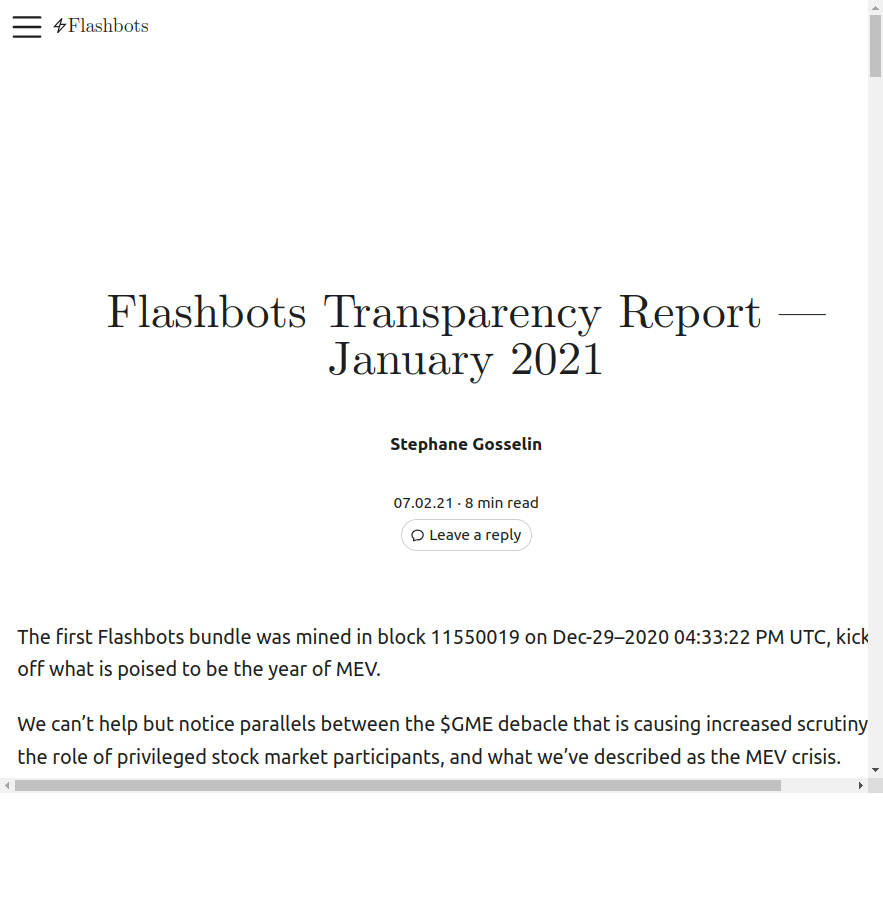 Flashbots
Flashbots Transparency Report —
January 2021
Stephane Gosselin
07.02.21 · 8 min read
Leave a reply
The first Flashbots bundle was mined in block 11550019 on Dec-29–2020 04:33:22 PM UTC, kick
off what is poised to be the year of MEV.
We can’t help but notice parallels between the $GME debacle that is causing increased scrutiny
the role of privileged stock market participants, and what we’ve described as the MEV crisis.